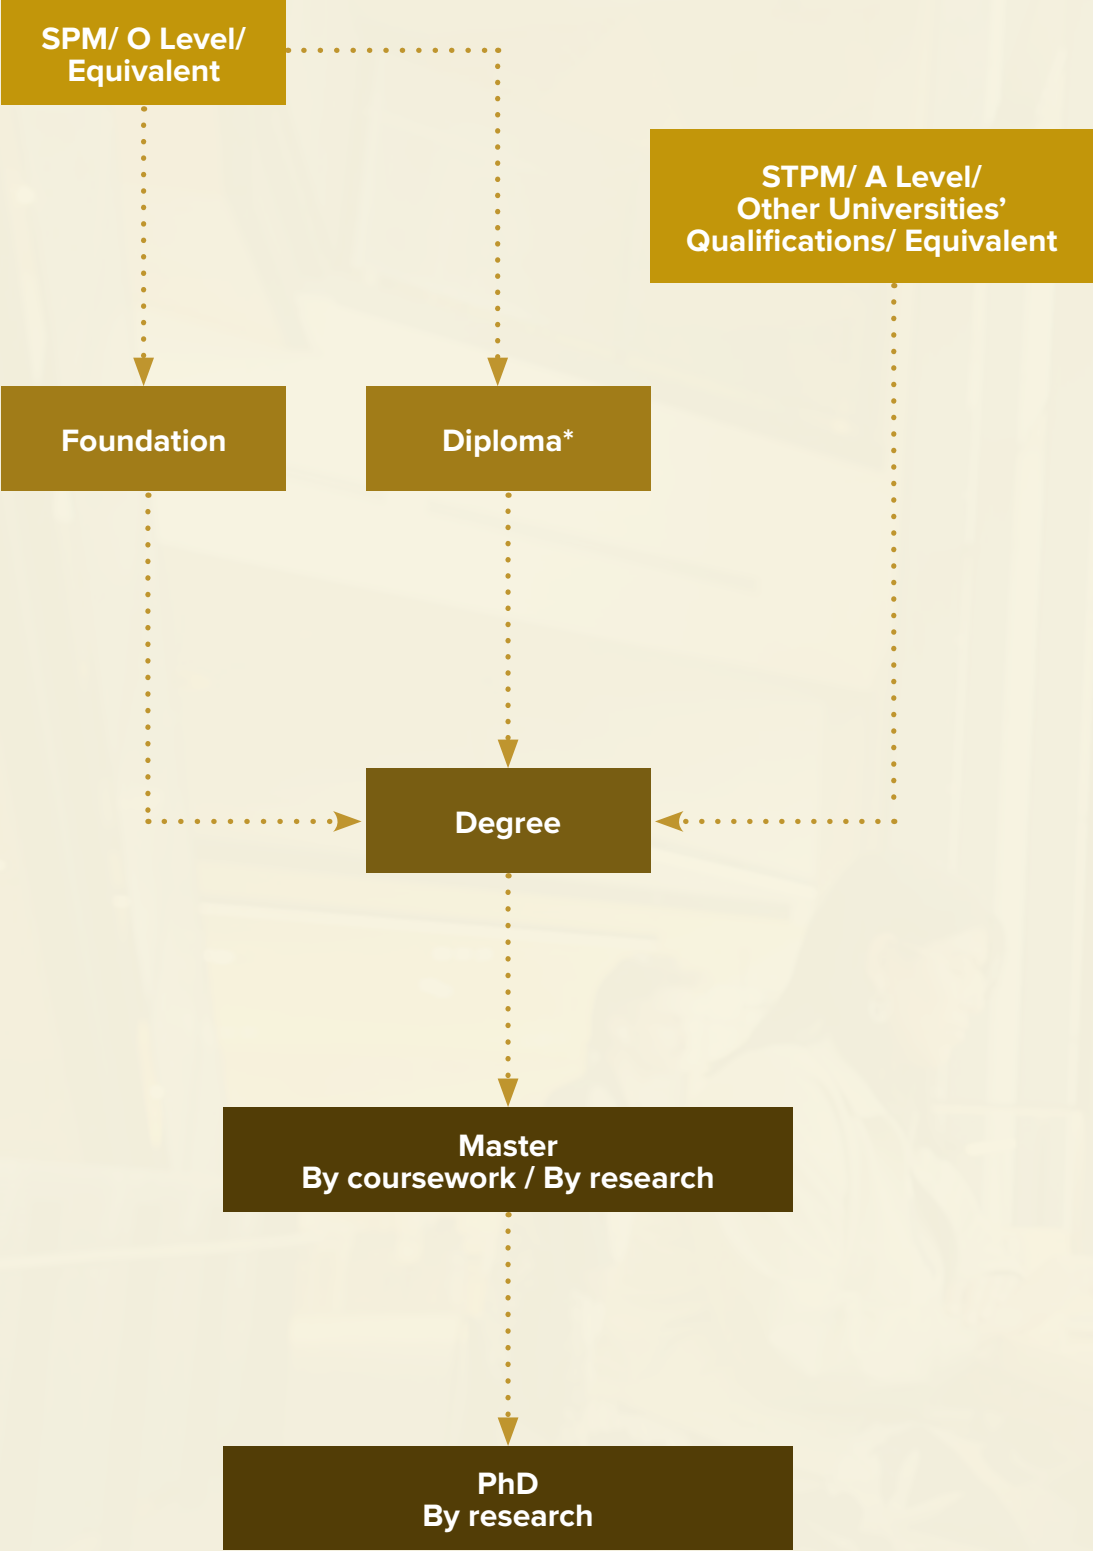 SPM/ O Level/
Equivalent
STPM/ A Level/
Other Universities’
Qualifications/ Equivalent
Foundation
Diploma*
Degree
Master
By coursework / By research
PhD
By research